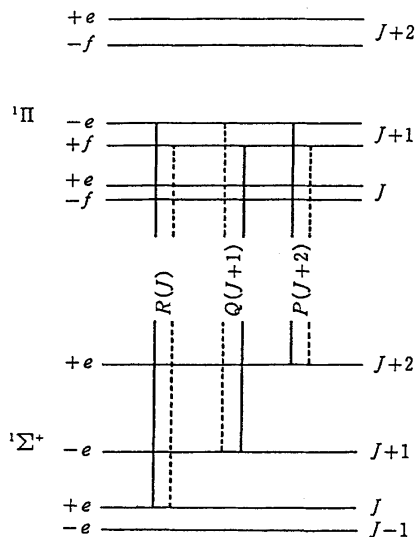 +e
J+2
−f
¹Π
−e
J+1
+f
+e
J
−f
R(J)
Q(J+1)
P(J+2)
+e
J+2
¹Σ⁺
−e
J+1
+e
J
−e
J−1